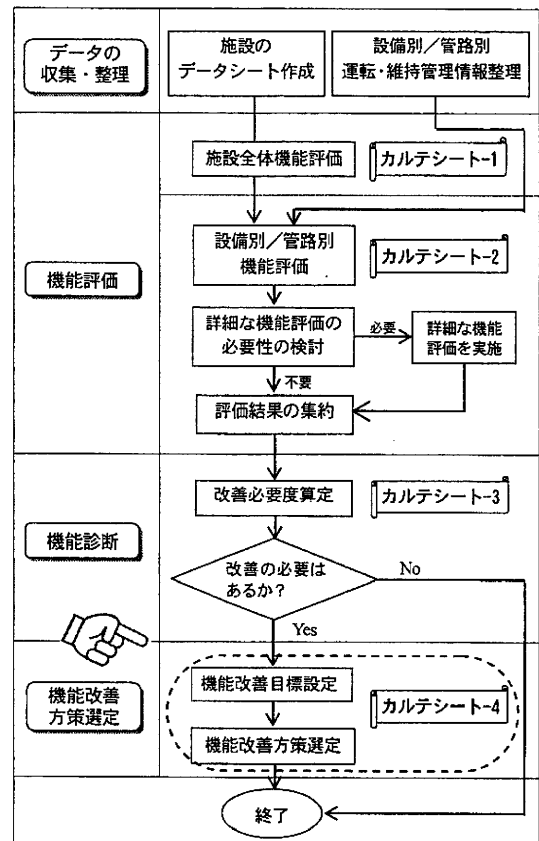 データの
収集・整理
施設の
データシート作成
設備別／管路別
運転・維持管理情報整理
施設全体機能評価
カルテシート-1
機能評価
設備別／管路別
機能評価
カルテシート-2
詳細な機能評価の
必要性の検討
必要
詳細な機能
評価を実施
不要
評価結果の集約
機能診断
改善必要度算定
カルテシート-3
改善の必要は
あるか？
No
Yes
機能改善
方策選定
機能改善目標設定
カルテシート-4
機能改善方策選定
終了